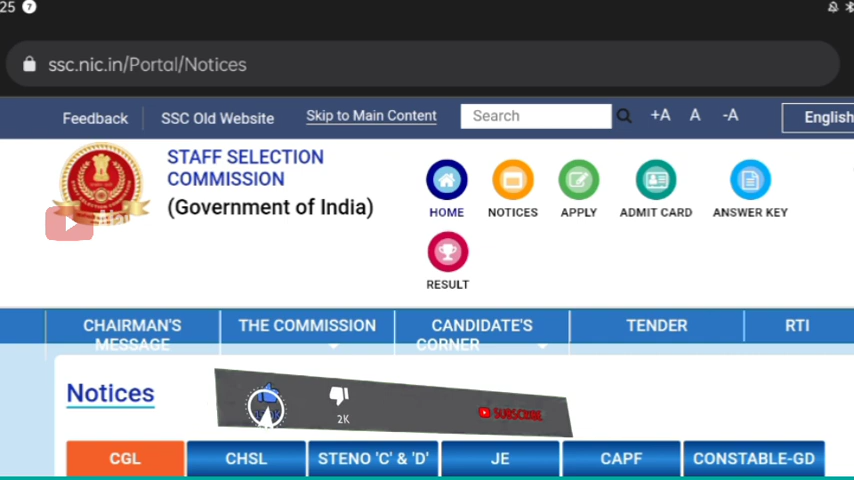 25 7
ssc.nic.in/Portal/Notices
Feedback SSC Old Website Skip to Main Content Search +A A -A English
STAFF SELECTION
COMMISSION
(Government of India)
HOME NOTICES APPLY ADMIT CARD ANSWER KEY
RESULT
CHAIRMAN'S
MESSAGE
THE COMMISSION
CANDIDATE'S
CORNER
TENDER
RTI
Notices
2K
SUBSCRIBE
CGL CHSL STENO 'C' & 'D' JE CAPF CONSTABLE-GD